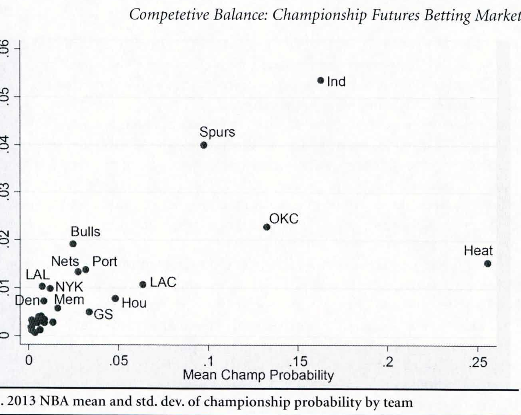 Competetive Balance: Championship Futures Betting Market
.06
.05
.04
.03
.02
.01
0
Ind
Spurs
OKC
Bulls
Heat
Nets
Port
LAL
NYK
LAC
Den
Mem
Hou
GS
0
.05
.1
.15
.2
.25
Mean Champ Probability
. 2013 NBA mean and std. dev. of championship probability by team